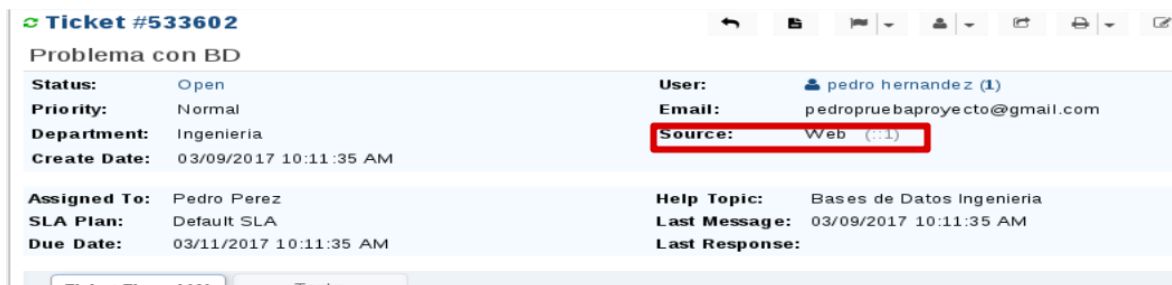 Ticket #533602
Problema con BD
Status: Open
Priority: Normal
Department: Ingenieria
Create Date: 03/09/2017 10:11:35 AM
User: pedro hernandez (1)
Email: pedropruebaproyecto@gmail.com
Source: Web (::1)
Assigned To: Pedro Perez
SLA Plan: Default SLA
Due Date: 03/11/2017 10:11:35 AM
Help Topic: Bases de Datos Ingenieria
Last Message: 03/09/2017 10:11:35 AM
Last Response: